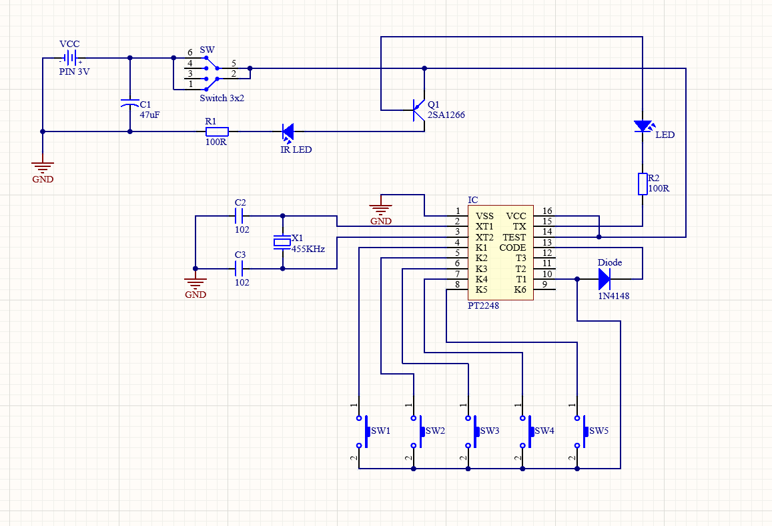 VCC
PIN 3V
C1
47uF
GND
SW
6
4
3
1
5
2
Switch 3x2
R1
100R
IR LED
Q1
2SA1266
LED
R2
100R
GND
C2
102
X1
455KHz
C3
102
GND
IC
1 VSS VCC 16
2 XT1 TX 15
3 XT2 TEST 14
4 K1 CODE 13
5 K2 T3 12
6 K3 T2 11
7 K4 T1 10
8 K5 K6 9
PT2248
Diode
1N4148
1 1 1 1 1
SW1 SW2 SW3 SW4 SW5
2 2 2 2 2